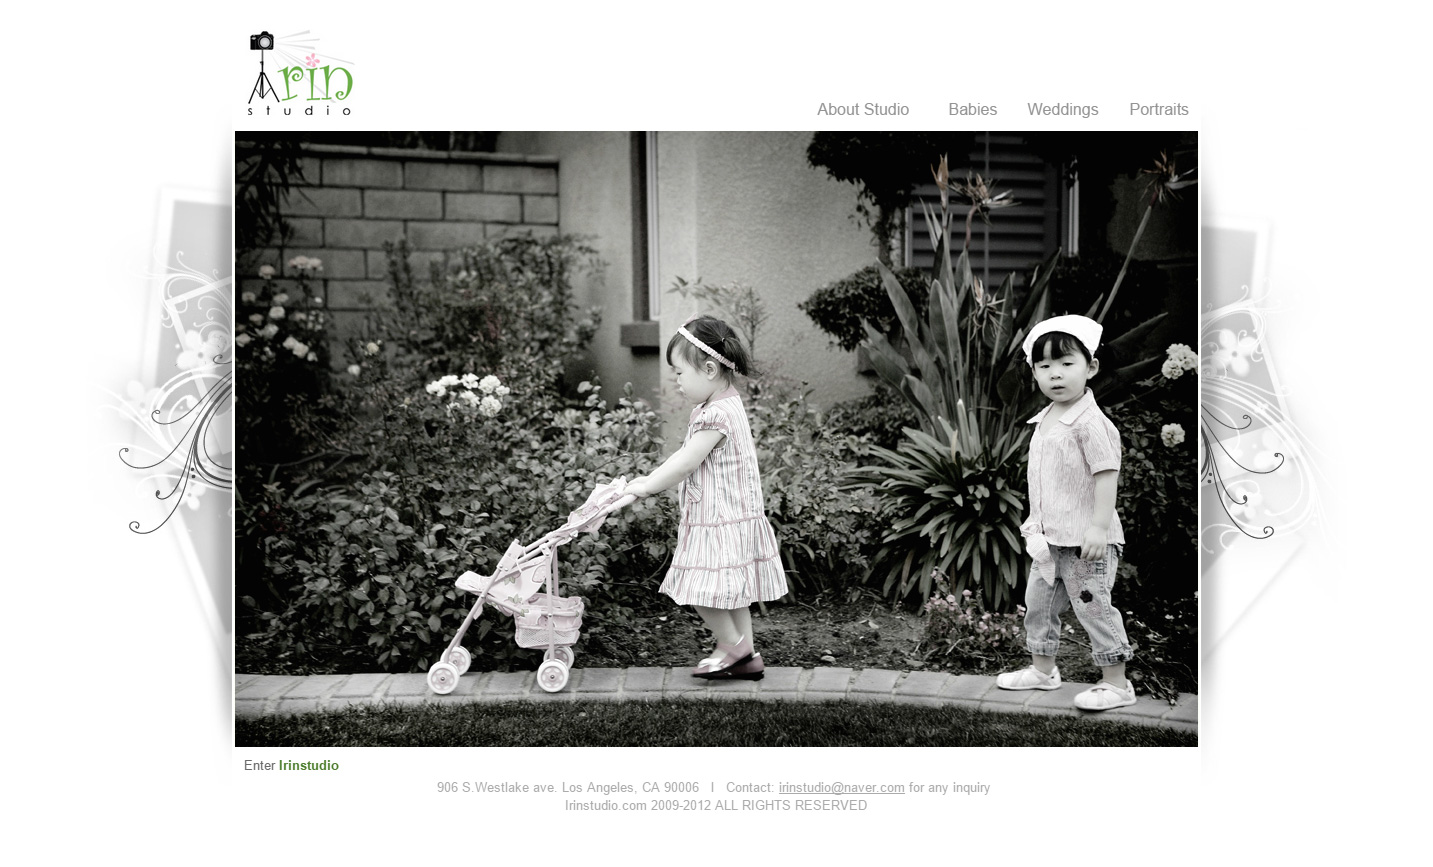 Irin
studio
About Studio Babies Weddings Portraits
Enter Irinstudio
906 S.Westlake ave. Los Angeles, CA 90006 I Contact: irinstudio@naver.com for any inquiry
Irinstudio.com 2009-2012 ALL RIGHTS RESERVED